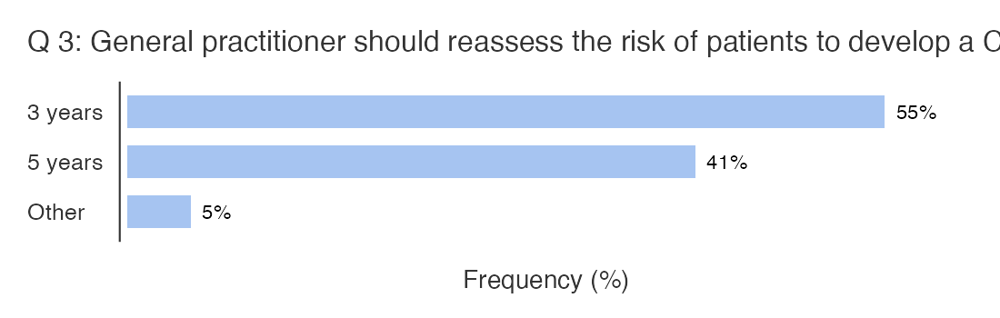 Q 3: General practitioner should reassess the risk of patients to develop a
3 years 55%
5 years 41%
Other 5%
Frequency (%)